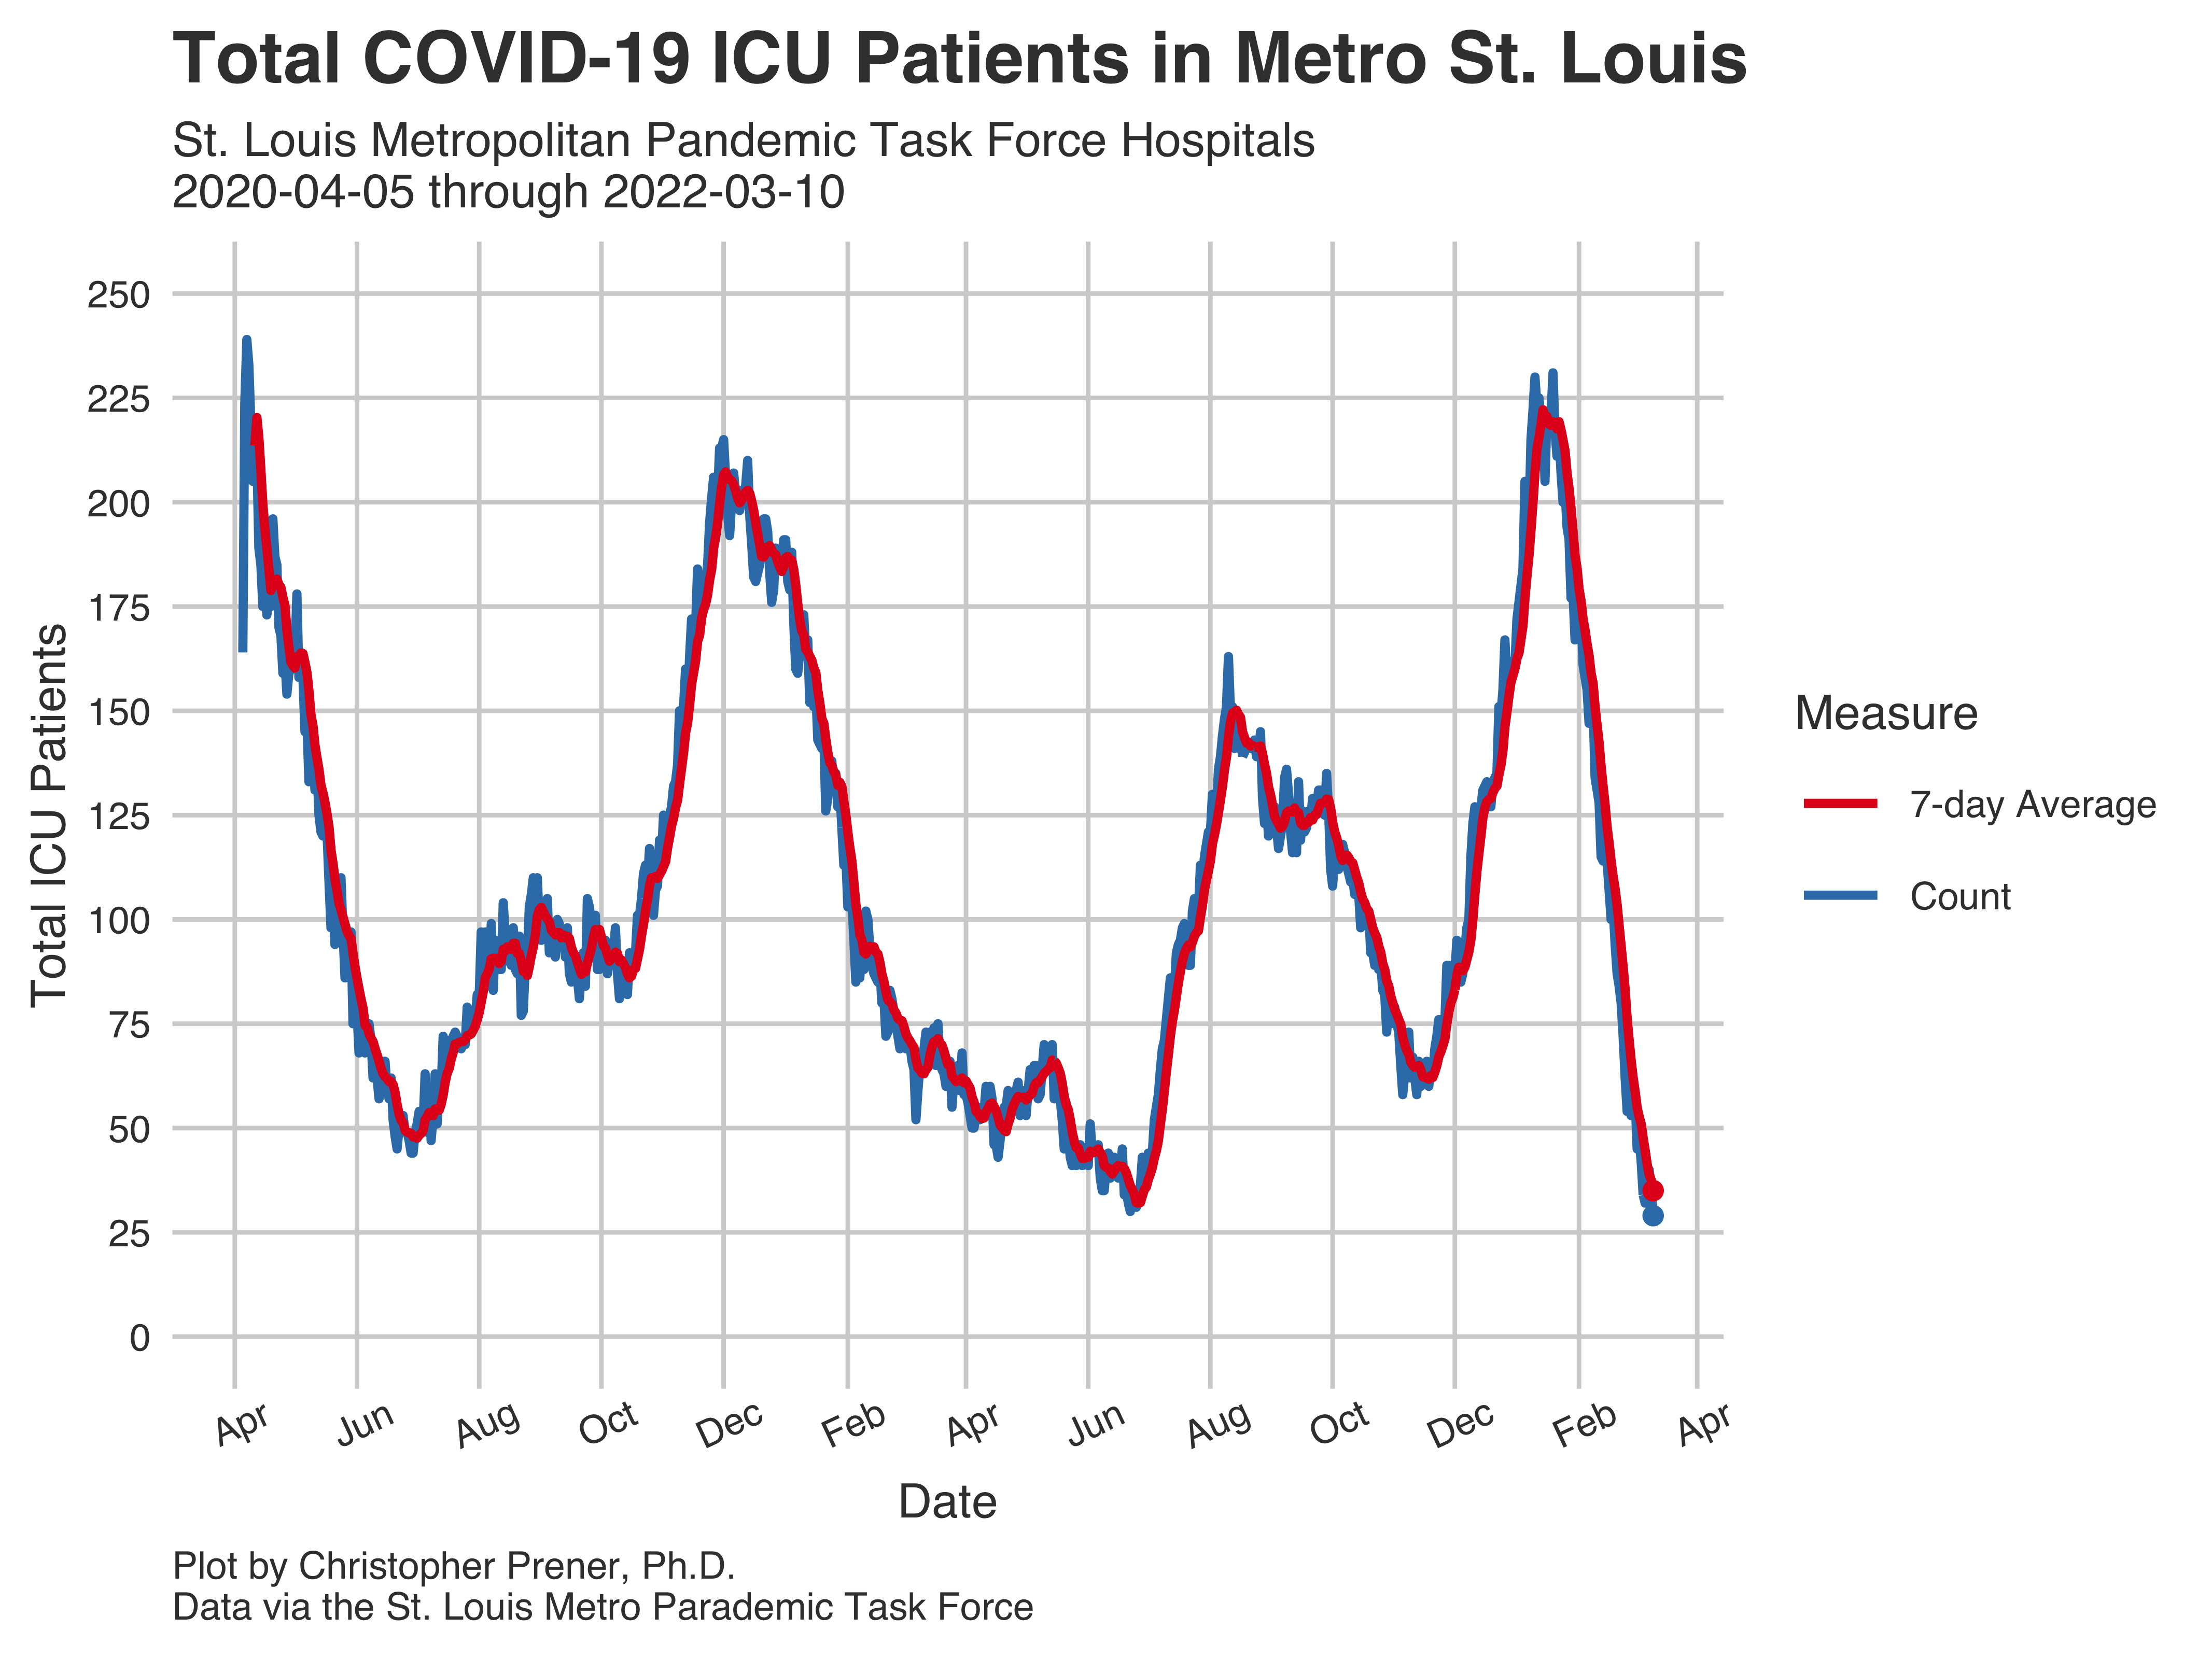 Total COVID-19 ICU Patients in Metro St. Louis
St. Louis Metropolitan Pandemic Task Force Hospitals
2020-04-05 through 2022-03-10
250
225
200
175
150
125
100
75
50
25
0
Total ICU Patients
Apr
Jun
Aug
Oct
Dec
Feb
Apr
Jun
Aug
Oct
Dec
Feb
Apr
Date
Measure
7-day Average
Count
Plot by Christopher Prener, Ph.D.
Data via the St. Louis Metro Parademic Task Force